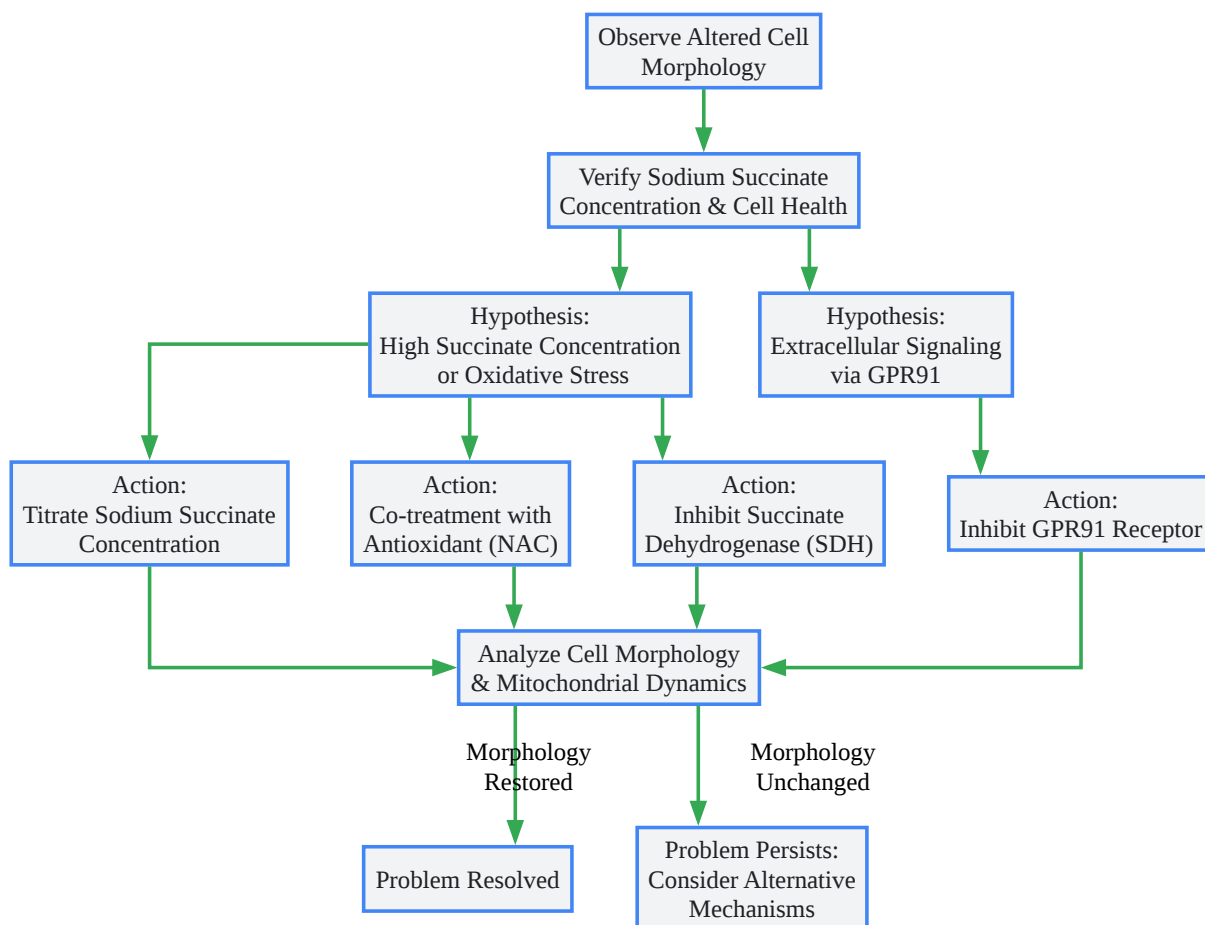 Observe Altered Cell
Morphology
Verify Sodium Succinate
Concentration & Cell Health
Hypothesis:
High Succinate Concentration
or Oxidative Stress
Hypothesis:
Extracellular Signaling
via GPR91
Action:
Titrate Sodium Succinate
Concentration
Action:
Co-treatment with
Antioxidant (NAC)
Action:
Inhibit Succinate
Dehydrogenase (SDH)
Action:
Inhibit GPR91 Receptor
Analyze Cell Morphology
& Mitochondrial Dynamics
Morphology
Restored
Morphology
Unchanged
Problem Resolved
Problem Persists:
Consider Alternative
Mechanisms